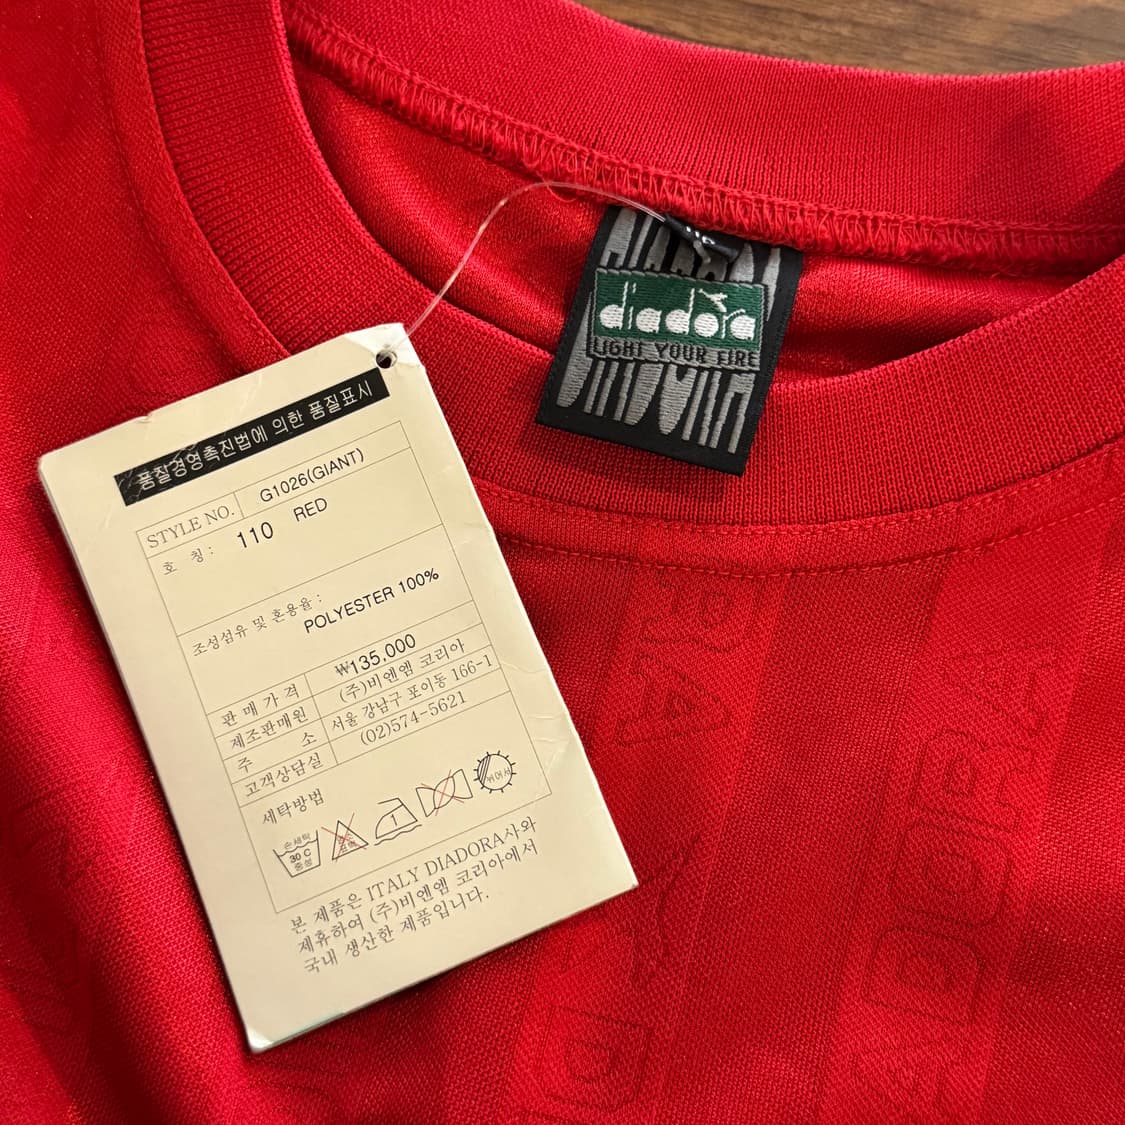 품질경영촉진법에 의한 품질표시
STYLE NO. G1026(GIANT)
호 칭 : 110 RED
조성섬유 및 혼용율 :
POLYESTER 100%
판 매 가 격 ₩135,000
제조판매원 (주)비엔엠 코리아
주 소 서울 강남구 포이동 166-1
고객상담실 (02)574-5621
세탁방법
손세탁
30 C
중성
1
뉘어서
본 제품은 ITALY DIADORA사와
제휴하여 (주)비엔엠 코리아에서
국내 생산한 제품입니다.
110
diadora
LIGHT YOUR FIRE
DIADORA